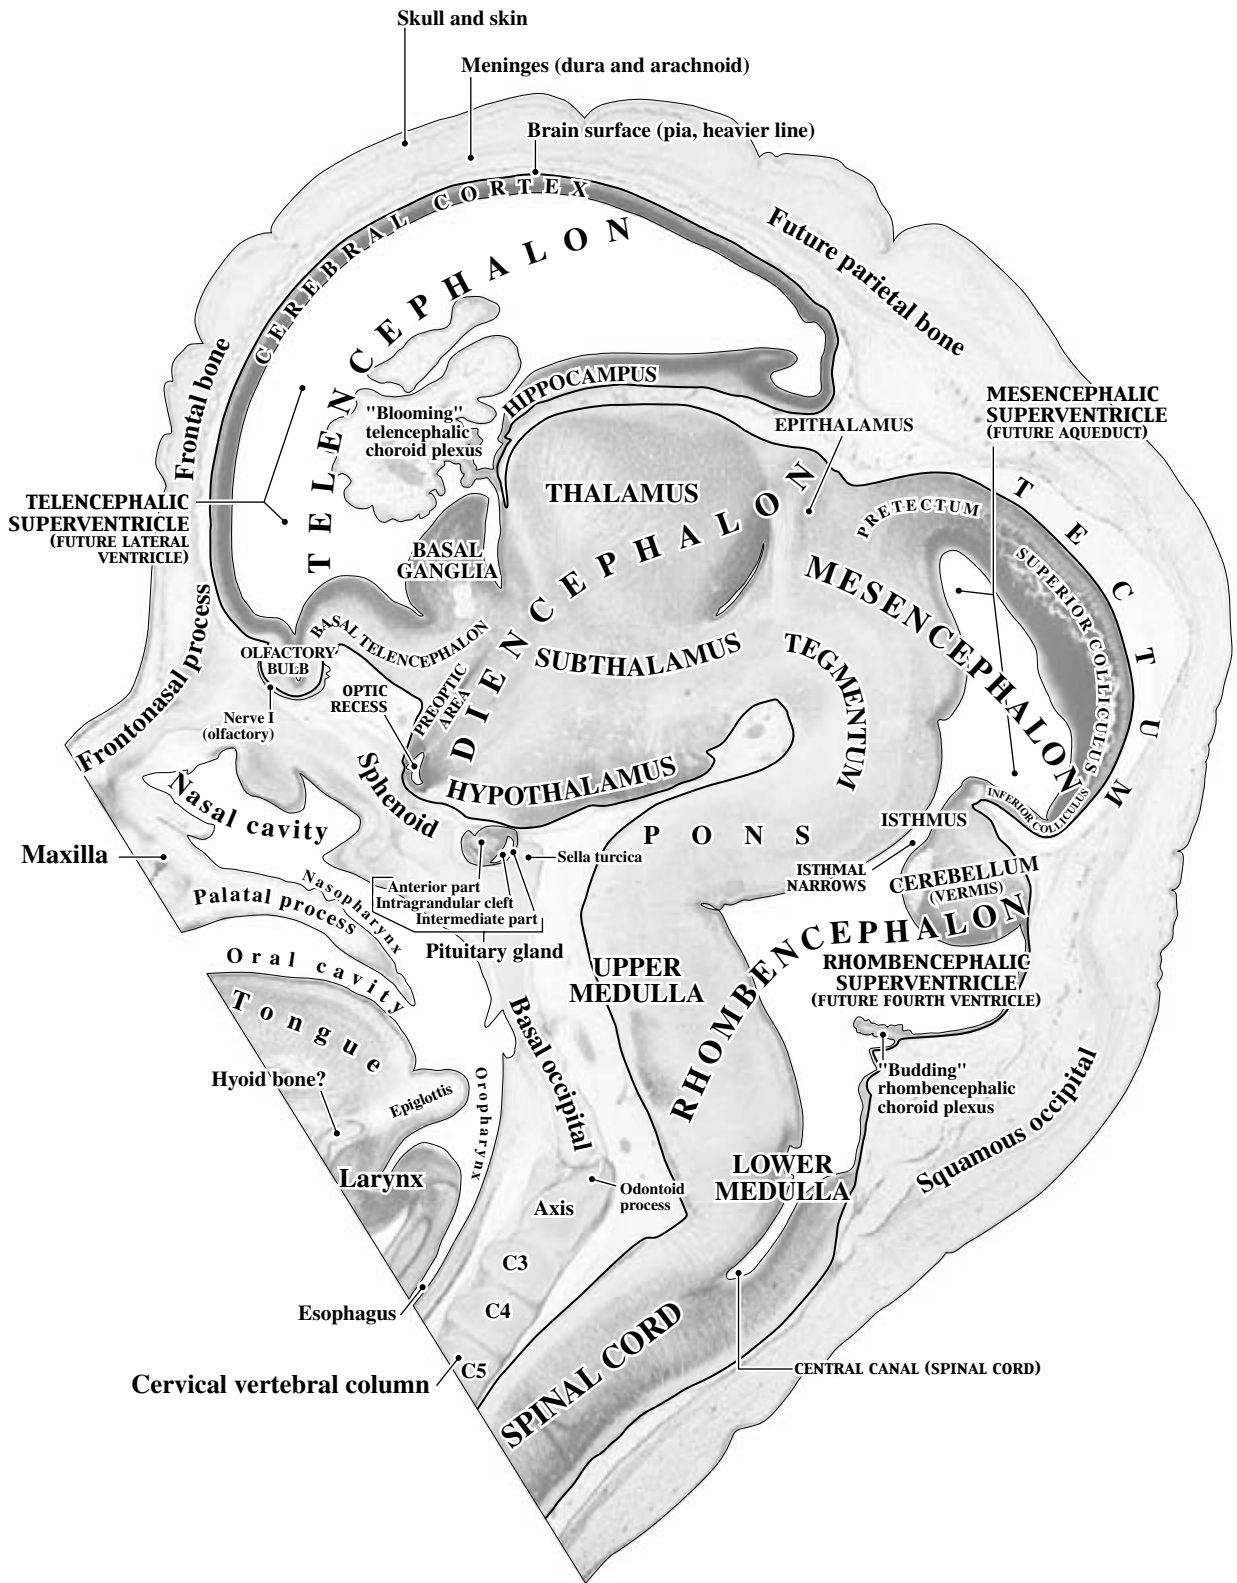 Skull and skin
Meninges (dura and arachnoid)
Brain surface (pia, heavier line)
CEREBRAL CORTEX
TELENCEPHALON
Future parietal bone
Frontal bone
HIPPOCAMPUS
"Blooming"
telencephalic
choroid plexus
EPITHALAMUS
MESENCEPHALIC
SUPERVENTRICLE
(FUTURE AQUEDUCT)
TELENCEPHALIC
SUPERVENTRICLE
(FUTURE LATERAL
VENTRICLE)
THALAMUS
DIENCEPHALON
PRETECTUM
TECTUM
BASAL
GANGLIA
MESENCEPHALON
SUPERIOR COLLICULUS
BASAL TELENCEPHALON
OLFACTORY
BULB
SUBTHALAMUS
TEGMENTUM
Frontonasal process
OPTIC
RECESS
PREOPTIC
AREA
Nerve I
(olfactory)
Sphenoid
HYPOTHALAMUS
INFERIOR COLLICULUS
Nasal cavity
PONS
ISTHMUS
Maxilla
Sella turcica
ISTHMAL
NARROWS
CEREBELLUM
(VERMIS)
Nasopharynx
Palatal process
Anterior part
Intragrandular cleft
Intermediate part
Pituitary gland
RHOMBENCEPHALON
Oral cavity
UPPER
MEDULLA
RHOMBENCEPHALIC
SUPERVENTRICLE
(FUTURE FOURTH VENTRICLE)
Tongue
Basal occipital
Hyoid bone?
Epiglottis
Oropharynx
"Budding"
rhombencephalic
choroid plexus
Squamous occipital
Larynx
LOWER
MEDULLA
Odontoid
process
Axis
C3
Esophagus
C4
SPINAL CORD
CENTRAL CANAL (SPINAL CORD)
C5
Cervical vertebral column